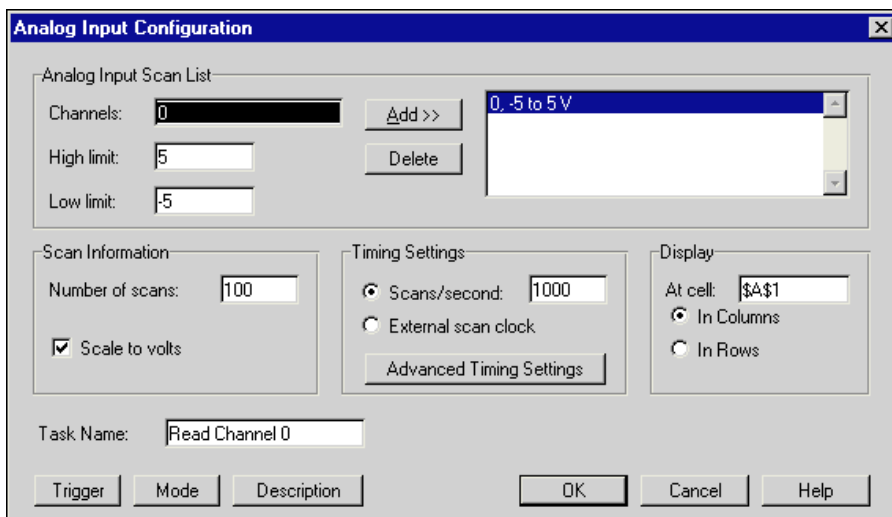 Analog Input Configuration
Analog Input Scan List
Channels: 0 Add >> 0, -5 to 5 V
High limit: 5 Delete
Low limit: -5
Scan Information Timing Settings Display
Number of scans: 100 Scans/second: 1000 At cell: $A$1
In Columns
External scan clock
Scale to volts In Rows
Advanced Timing Settings
Task Name: Read Channel 0
Trigger Mode Description OK Cancel Help